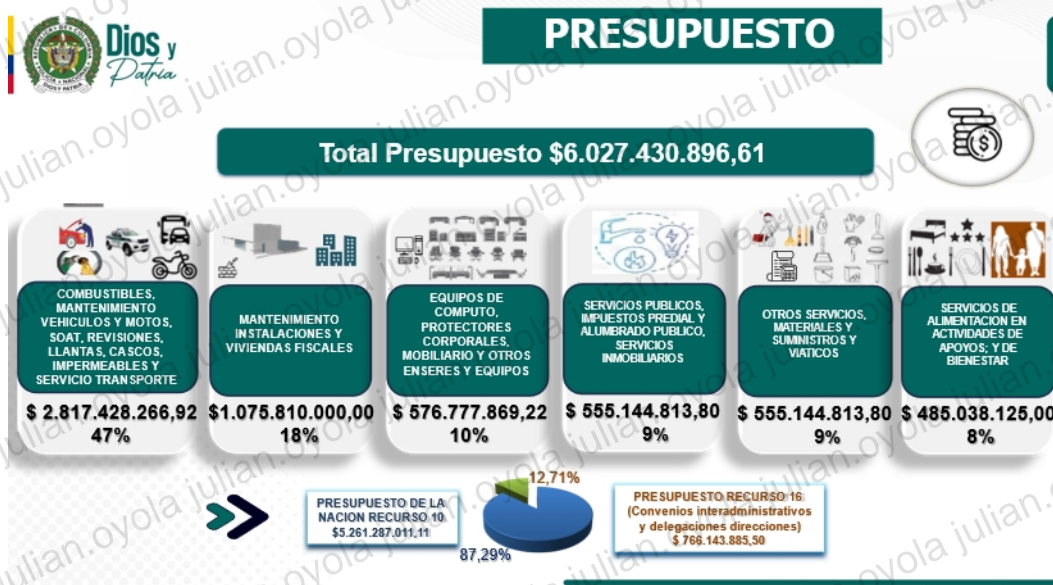 Dios y
Patria
PRESUPUESTO
Total Presupuesto $6.027.430.896,61
COMBUSTIBLES,
MANTENIMIENTO
VEHICULOS Y MOTOS,
SOAT, REVISIONES,
LLANTAS, CASCOS,
IMPERMEABLES Y
SERVICIO TRANSPORTE
$ 2.817.428.266,92
47%
MANTENIMIENTO
INSTALACIONES Y
VIVIENDAS FISCALES
$1.075.810.000,00
18%
EQUIPOS DE
COMPUTO,
PROTECTORES
CORPORALES,
MOBILIARIO Y OTROS
ENSERES Y EQUIPOS
$ 576.777.869,22
10%
SERVICIOS PUBLICOS,
IMPUESTOS PREDIAL Y
ALUMBRADO PUBLICO,
SERVICIOS
INMOBILIARIOS
$ 555.144.813,80
9%
OTROS SERVICIOS,
MATERIALES Y
SUMINISTROS Y
VIATICOS
$ 555.144.813,80
9%
SERVICIOS DE
ALIMENTACION EN
ACTIVIDADES DE
APOYOS; Y DE
BIENESTAR
$ 485.038.125,00
8%
PRESUPUESTO DE LA
NACION RECURSO 10
$5.261.287.011,11
12,71%
87,29%
PRESUPUESTO RECURSO 16
(Convenios interadministrativos
y delegaciones direcciones)
$ 766.143.885,50
julian.oyola julian.oyola julian.oyola